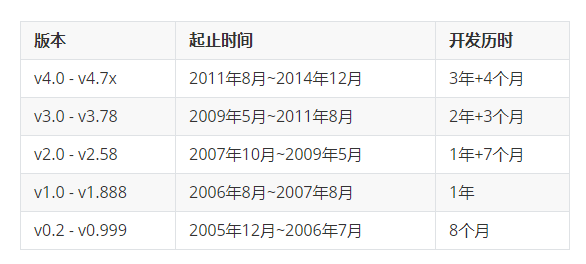 版本 起止时间 开发历时
v4.0 - v4.7x 2011年8月~2014年12月 3年+4个月
v3.0 - v3.78 2009年5月~2011年8月 2年+3个月
v2.0 - v2.58 2007年10月~2009年5月 1年+7个月
v1.0 - v1.888 2006年8月~2007年8月 1年
v0.2 - v0.999 2005年12月~2006年7月 8个月